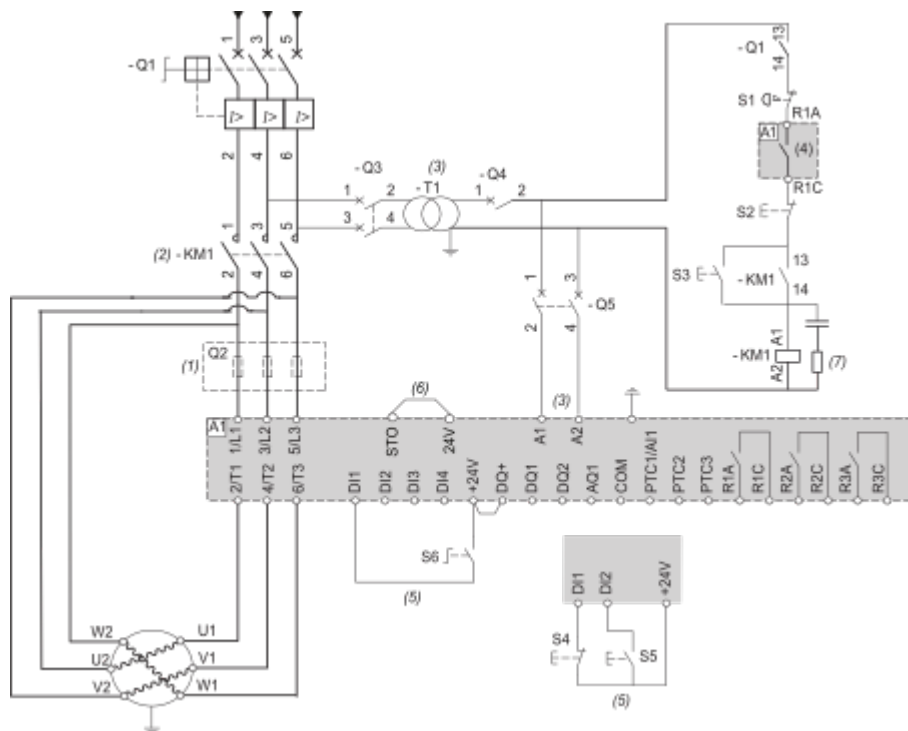 1 3 5
-Q1
I> I> I>
2 4 6
-Q3 (3) -Q4
1 2 -T1 1 2
3 4
13
-Q1
14
S1
R1A
A1 (4)
R1C
S2
1 3 5
(2) -KM1
2 4 6
S3
13
-KM1
14
1 3
-Q5
2 4
A1
-KM1
A2
(7)
(1) Q2
(6) (3)
A1 1/L1 3/L2 5/L3 STO 24V A1 A2
2/T1 4/T2 6/T3 DI1 DI2 DI3 DI4 +24V DQ+ DQ1 DQ2 AQ1 COM PTC1/AI1 PTC2 PTC3 R1A R1C R2A R2C R3A R3C
S6
(5)
DI1 DI2 +24V
S4 S5
(5)
W2 U1
U2 V1
V2 W1